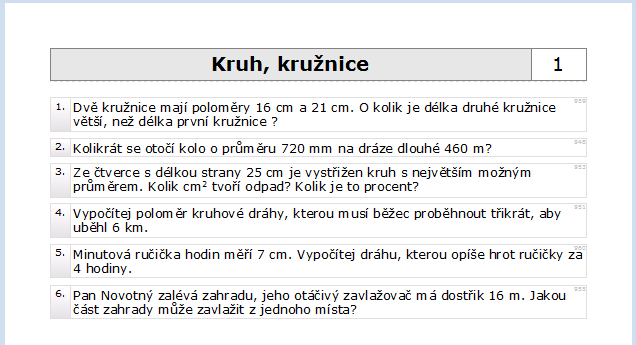 Kruh, kružnice
1
1. Dvě kružnice mají poloměry 16 cm a 21 cm. O kolik je délka druhé kružnice
větší, než délka první kružnice ?
2. Kolikrát se otočí kolo o průměru 720 mm na dráze dlouhé 460 m?
3. Ze čtverce s délkou strany 25 cm je vystřižen kruh s největším možným
průměrem. Kolik cm² tvoří odpad? Kolik je to procent?
4. Vypočítej poloměr kruhové dráhy, kterou musí běžec proběhnout třikrát, aby
uběhl 6 km.
5. Minutová ručička hodin měří 7 cm. Vypočítej dráhu, kterou opíše hrot ručičky za
4 hodiny.
6. Pan Novotný zalévá zahradu, jeho otáčivý zavlažovač má dostřik 16 m. Jakou
část zahrady může zavlažit z jednoho místa?